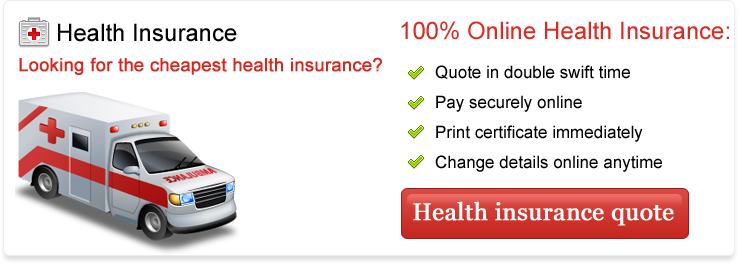 Health Insurance
Looking for the cheapest health insurance?
AMBULANCE
100% Online Health Insurance:
Quote in double swift time
Pay securely online
Print certificate immediately
Change details online anytime
Health insurance quote